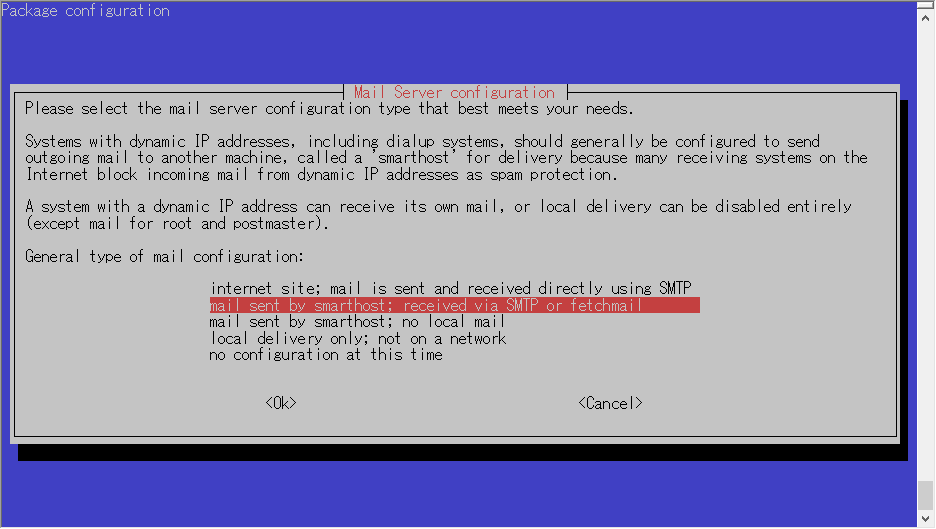 Package configuration
Mail Server configuration
Please select the mail server configuration type that best meets your needs.
Systems with dynamic IP addresses, including dialup systems, should generally be configured to send
outgoing mail to another machine, called a 'smarthost' for delivery because many receiving systems on the
Internet block incoming mail from dynamic IP addresses as spam protection.
A system with a dynamic IP address can receive its own mail, or local delivery can be disabled entirely
(except mail for root and postmaster).
General type of mail configuration:
internet site; mail is sent and received directly using SMTP
mail sent by smarthost; received via SMTP or fetchmail
mail sent by smarthost; no local mail
local delivery only; not on a network
no configuration at this time
<Ok> <Cancel>